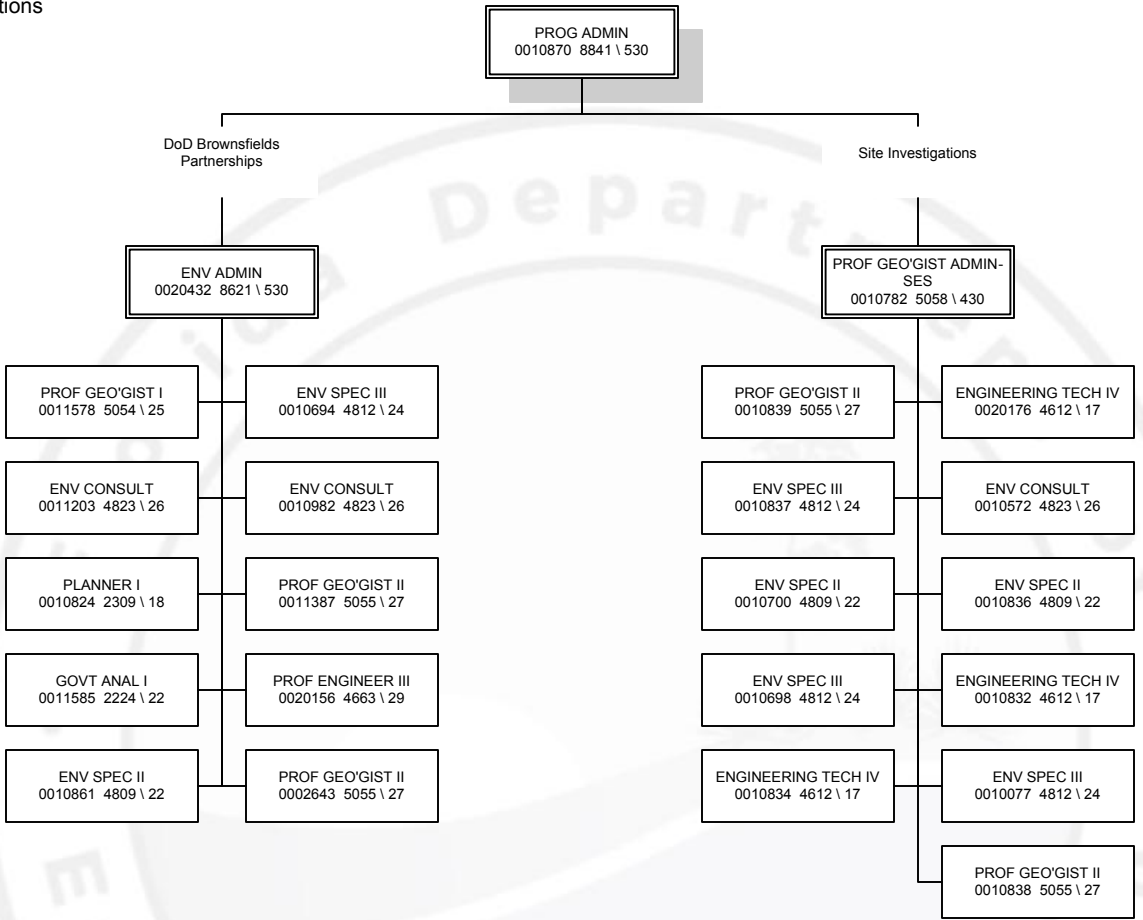 tions
PROG ADMIN
0010870 8841 \ 530
DoD Brownsfields
Partnerships
Site Investigations
ENV ADMIN
0020432 8621 \ 530
PROF GEO'GIST ADMIN-
SES
0010782 5058 \ 430
PROF GEO'GIST I
0011578 5054 \ 25
ENV SPEC III
0010694 4812 \ 24
ENV CONSULT
0011203 4823 \ 26
ENV CONSULT
0010982 4823 \ 26
PLANNER I
0010824 2309 \ 18
PROF GEO'GIST II
0011387 5055 \ 27
GOVT ANAL I
0011585 2224 \ 22
PROF ENGINEER III
0020156 4663 \ 29
ENV SPEC II
0010861 4809 \ 22
PROF GEO'GIST II
0002643 5055 \ 27
PROF GEO'GIST II
0010839 5055 \ 27
ENGINEERING TECH IV
0020176 4612 \ 17
ENV SPEC III
0010837 4812 \ 24
ENV CONSULT
0010572 4823 \ 26
ENV SPEC II
0010700 4809 \ 22
ENV SPEC II
0010836 4809 \ 22
ENV SPEC III
0010698 4812 \ 24
ENGINEERING TECH IV
0010832 4612 \ 17
ENGINEERING TECH IV
0010834 4612 \ 17
ENV SPEC III
0010077 4812 \ 24
PROF GEO'GIST II
0010838 5055 \ 27